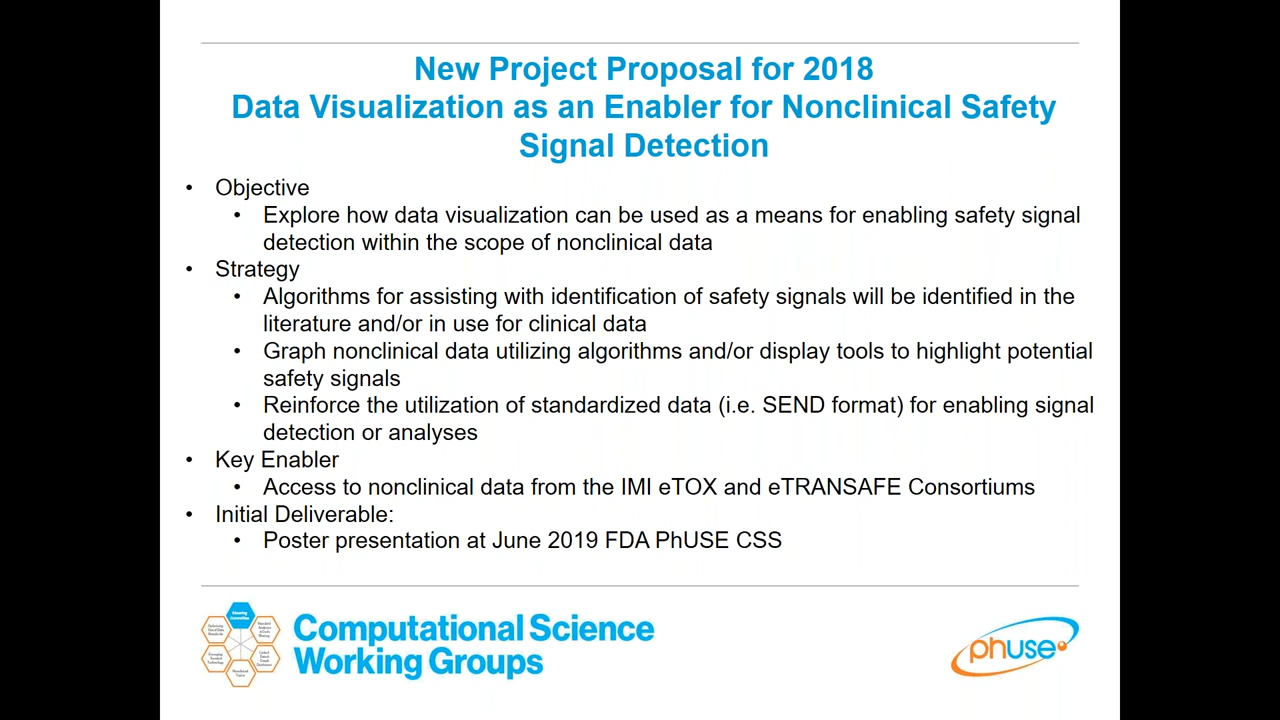 New Project Proposal for 2018
Data Visualization as an Enabler for Nonclinical Safety
Signal Detection
• Objective
• Explore how data visualization can be used as a means for enabling safety signal
detection within the scope of nonclinical data
• Strategy
• Algorithms for assisting with identification of safety signals will be identified in the
literature and/or in use for clinical data
• Graph nonclinical data utilizing algorithms and/or display tools to highlight potential
safety signals
• Reinforce the utilization of standardized data (i.e. SEND format) for enabling signal
detection or analyses
• Key Enabler
• Access to nonclinical data from the IMI eTOX and eTRANSAFE Consortiums
• Initial Deliverable:
• Poster presentation at June 2019 FDA PhUSE CSS
Computational Science
Working Groups
phUSE